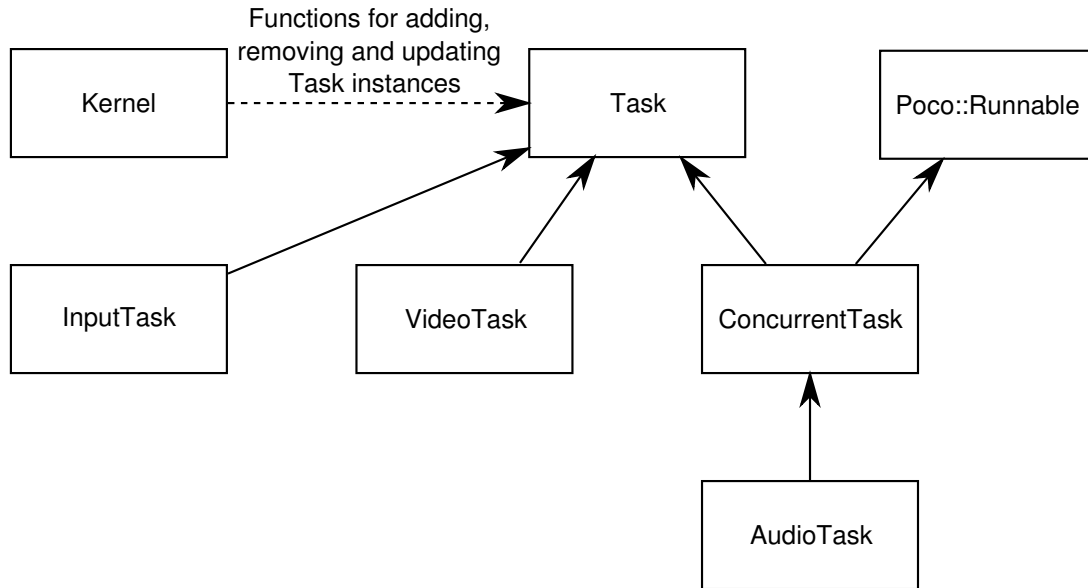 Functions for adding,
removing and updating
Task instances
Kernel
Task
Poco::Runnable
InputTask
VideoTask
ConcurrentTask
AudioTask